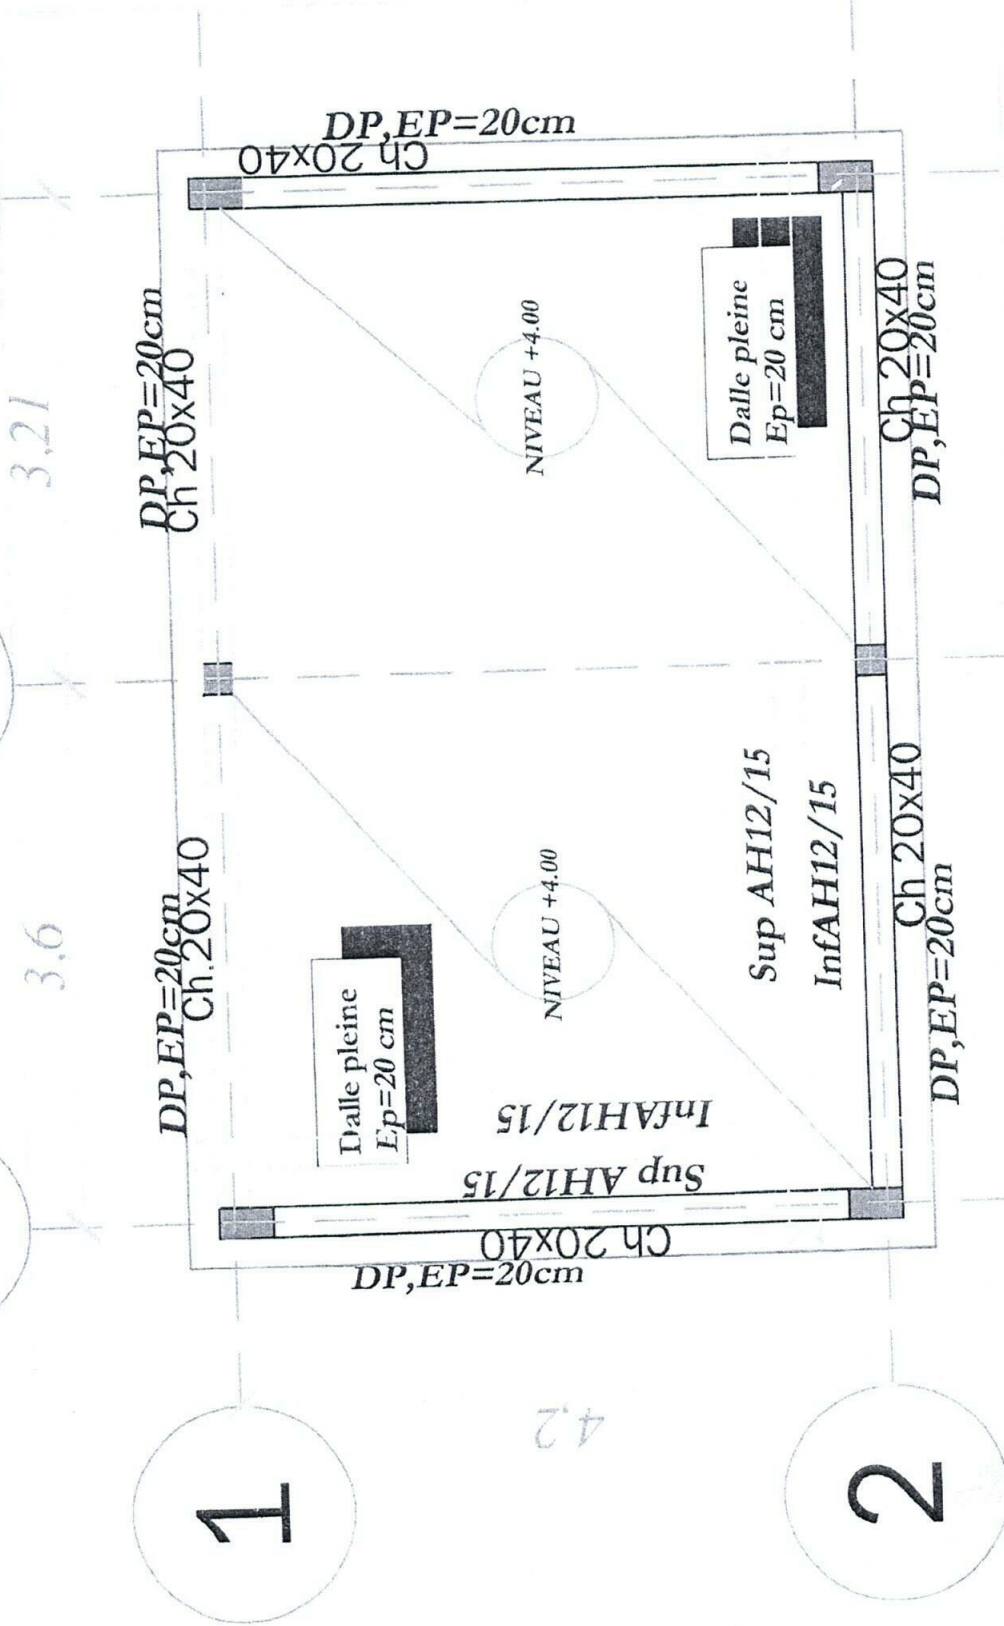 DP,EP=20cm
Ch 20x40
3.21
DP,EP=20cm
Ch 20x40
NIVEAU +4.00
Dalle pleine
Ep=20 cm
Ch 20x40
DP,EP=20cm
3.6
DP,EP=20cm
Ch.20x40
Dalle pleine
Ep=20 cm
NIVEAU +4.00
Sup AH12/15
InfAH12/15
Ch 20x40
DP,EP=20cm
InfAH12/15
Sup AH12/15
Ch 20x40
DP,EP=20cm
4.2
1
2